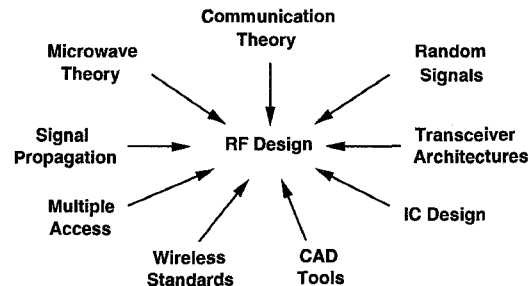 Communication
Theory
Microwave
Theory
Random
Signals
Signal
Propagation
RF Design
Transceiver
Architectures
Multiple
Access
IC Design
Wireless
Standards
CAD
Tools